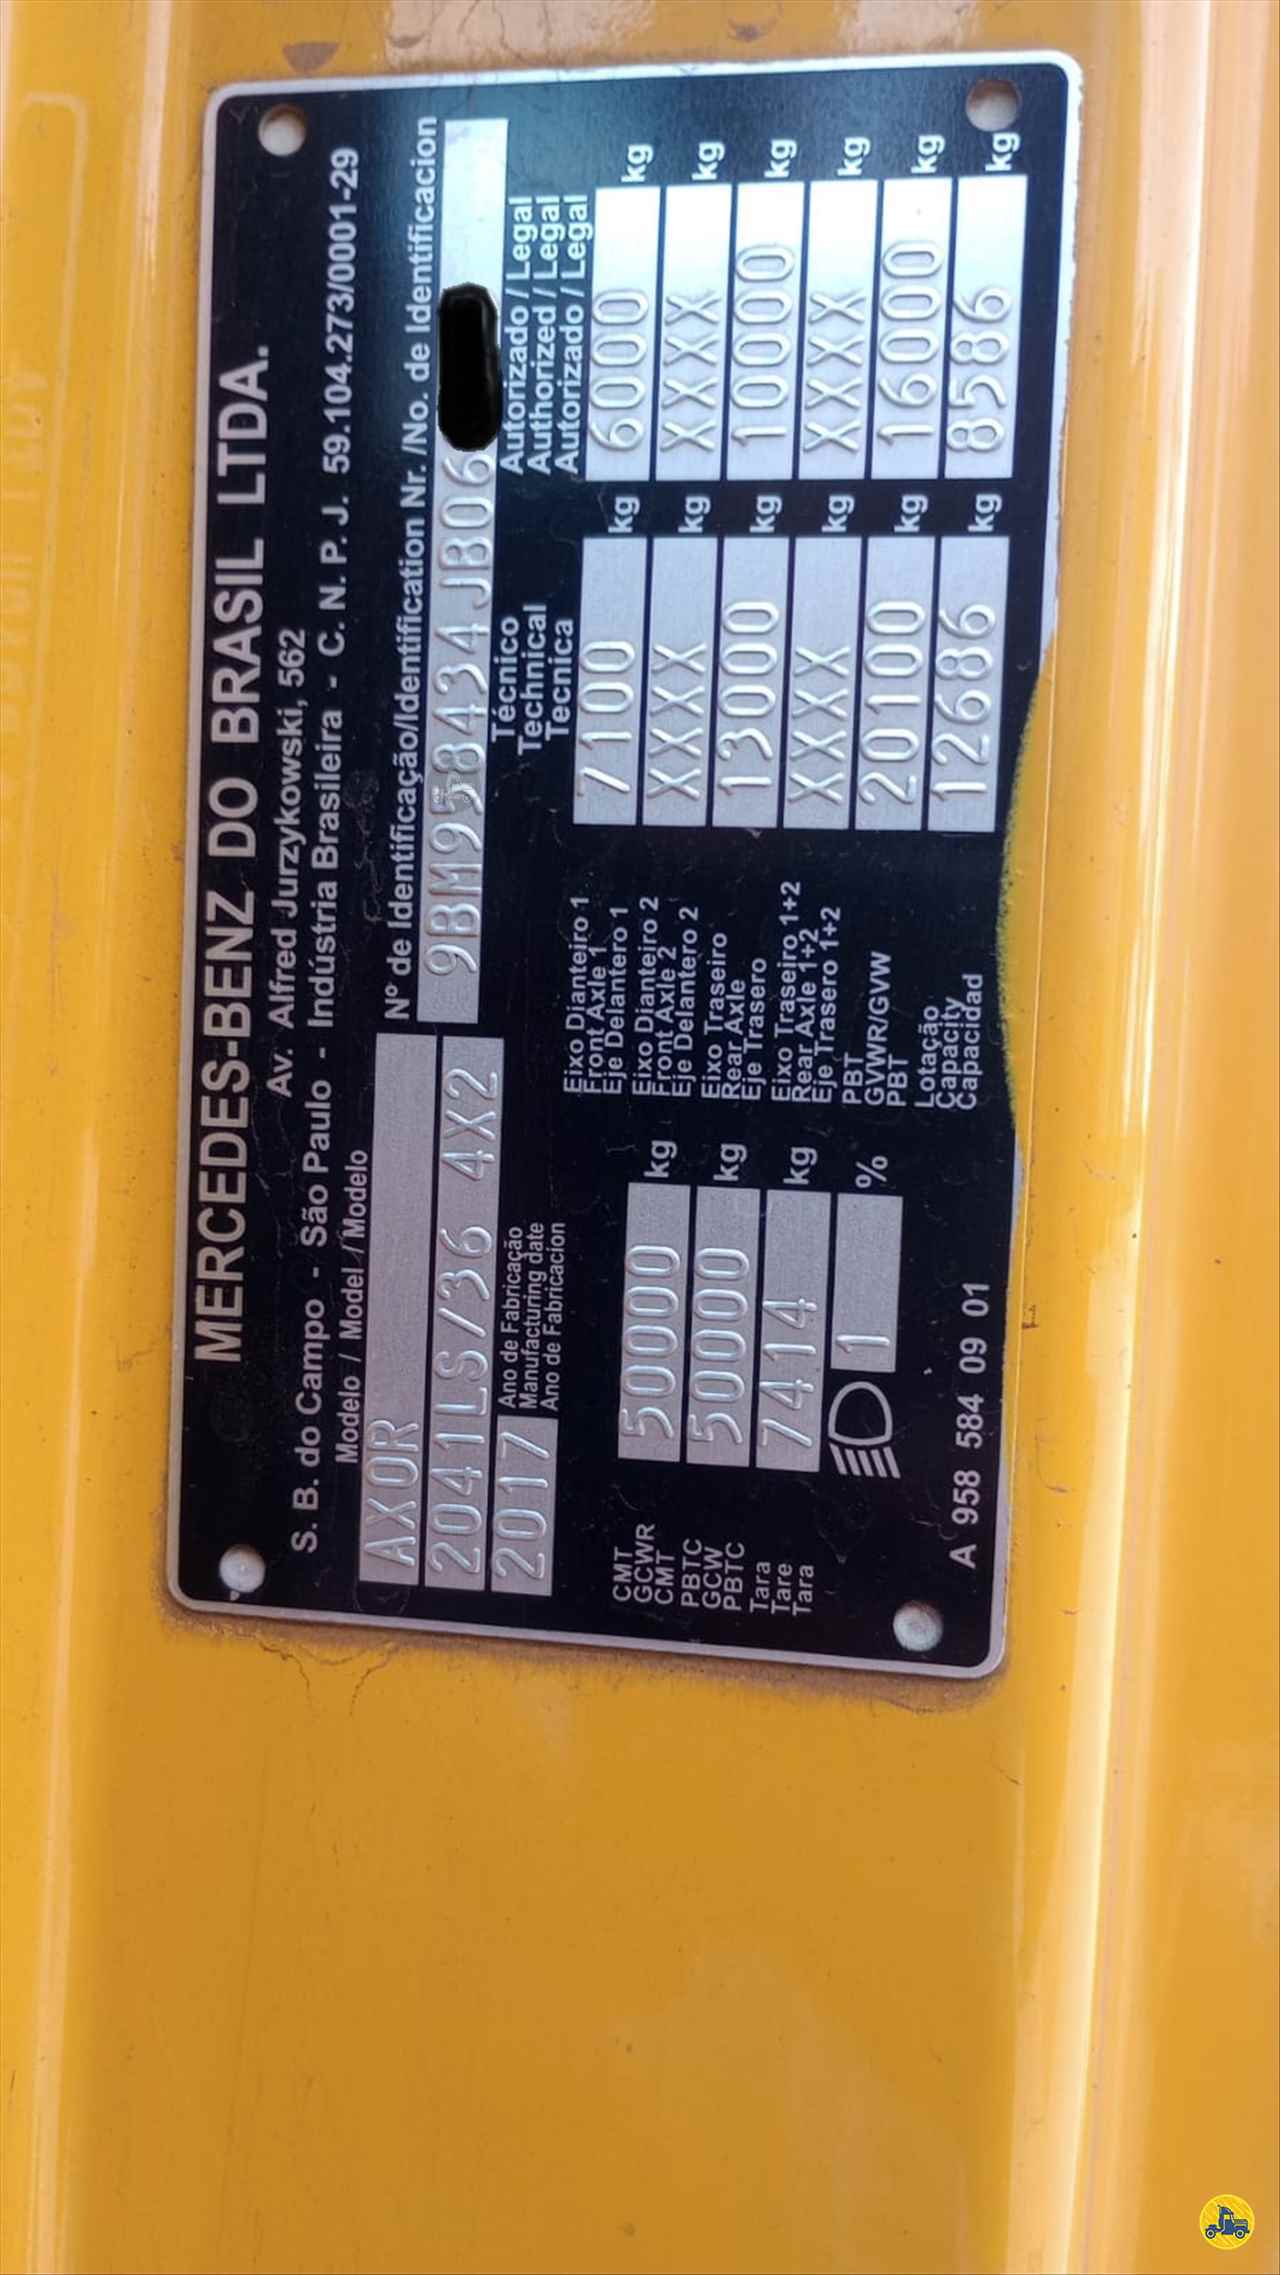 MERCEDES-BENZ DO BRASIL LTDA.
Av. Alfred Jurzykowski, 562
S. B. do Campo - São Paulo - Indústria Brasileira - C. N. P. J. 59.104.273/0001-29
Modelo / Model / Modelo
Nº de Identificação/Identification Nr. /No. de Identificacion
AXOR
2041LS/36 4X2
9BM958434JB06
2017
Ano de Fabricação
Manufacturing date
Ano de Fabricacion
Técnico
Technical
Tecnica
Autorizado / Legal
Authorized / Legal
Autorizado / Legal
CMT
GCWR
CMT
50000 kg
PBTC
GCW
PBTC
50000 kg
Tara
Tare
Tara
7414 kg
1 %
Eixo Dianteiro 1
Front Axle 1
Eje Delantero 1
7100 kg 6000 kg
Eixo Dianteiro 2
Front Axle 2
Eje Delantero 2
XXXX kg XXXX kg
Eixo Traseiro
Rear Axle
Eje Trasero
13000 kg 10000 kg
Eixo Traseiro 1+2
Rear Axle 1+2
Eje Trasero 1+2
XXXX kg XXXX kg
PBT
GVWR/GVW
PBT
20100 kg 16000 kg
Lotação
Capacity
Capacidad
12686 kg 8586 kg
A 958 584 09 01